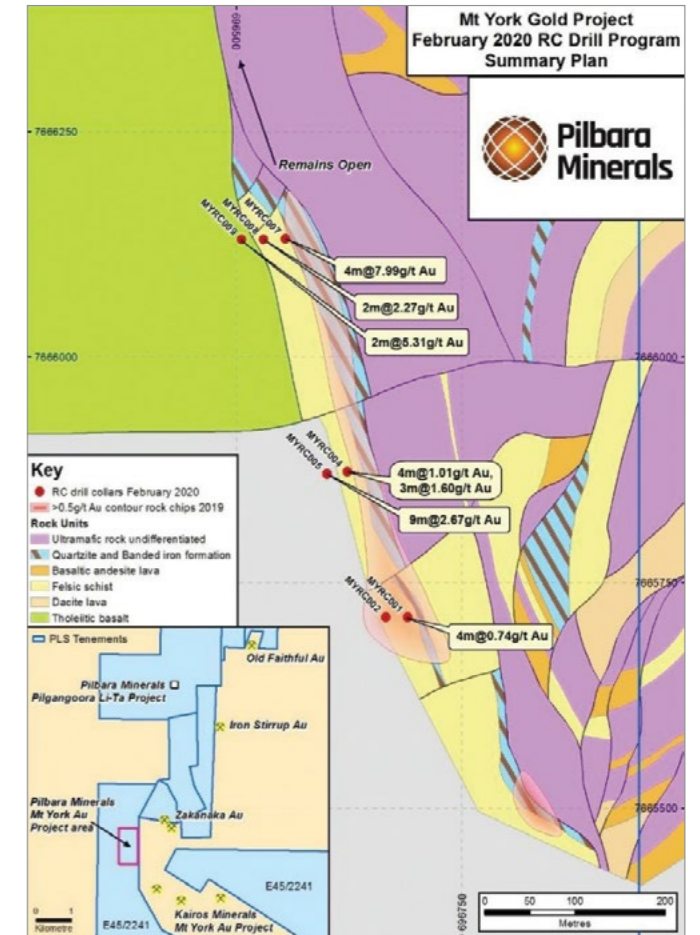 Mt York Gold Project
February 2020 RC Drill Program
Summary Plan
Pilbara
Minerals
696500
7666250
Remains Open
MYRC009
MYRC008
MYRC007
4m@7.99g/t Au
2m@2.27g/t Au
2m@5.31g/t Au
7666000
7666000
MYRC005
MYRC004
4m@1.01g/t Au,
3m@1.60g/t Au
9m@2.67g/t Au
7665750
MYRC002
MYRC001
4m@0.74g/t Au
7665500
696750
Key
RC drill collars February 2020
>0.5g/t Au contour rock chips 2019
Rock Units
Ultramafic rock undifferentiated
Quartzite and Banded iron formation
Basaltic andesite lava
Felsic schist
Dacite lava
Tholeiitic basalt
PLS Tenements
Old Faithful Au
Pilbara Minerals
Pilgangoora Li-Ta Project
Iron Stirrup Au
Pilbara Minerals
Mt York Au
Project area
Zakanaka Au
E45/2241
E45/2241
Kairos Minerals
Mt York Au Project
0 1
Kilometre
0 50 100 200
Metres